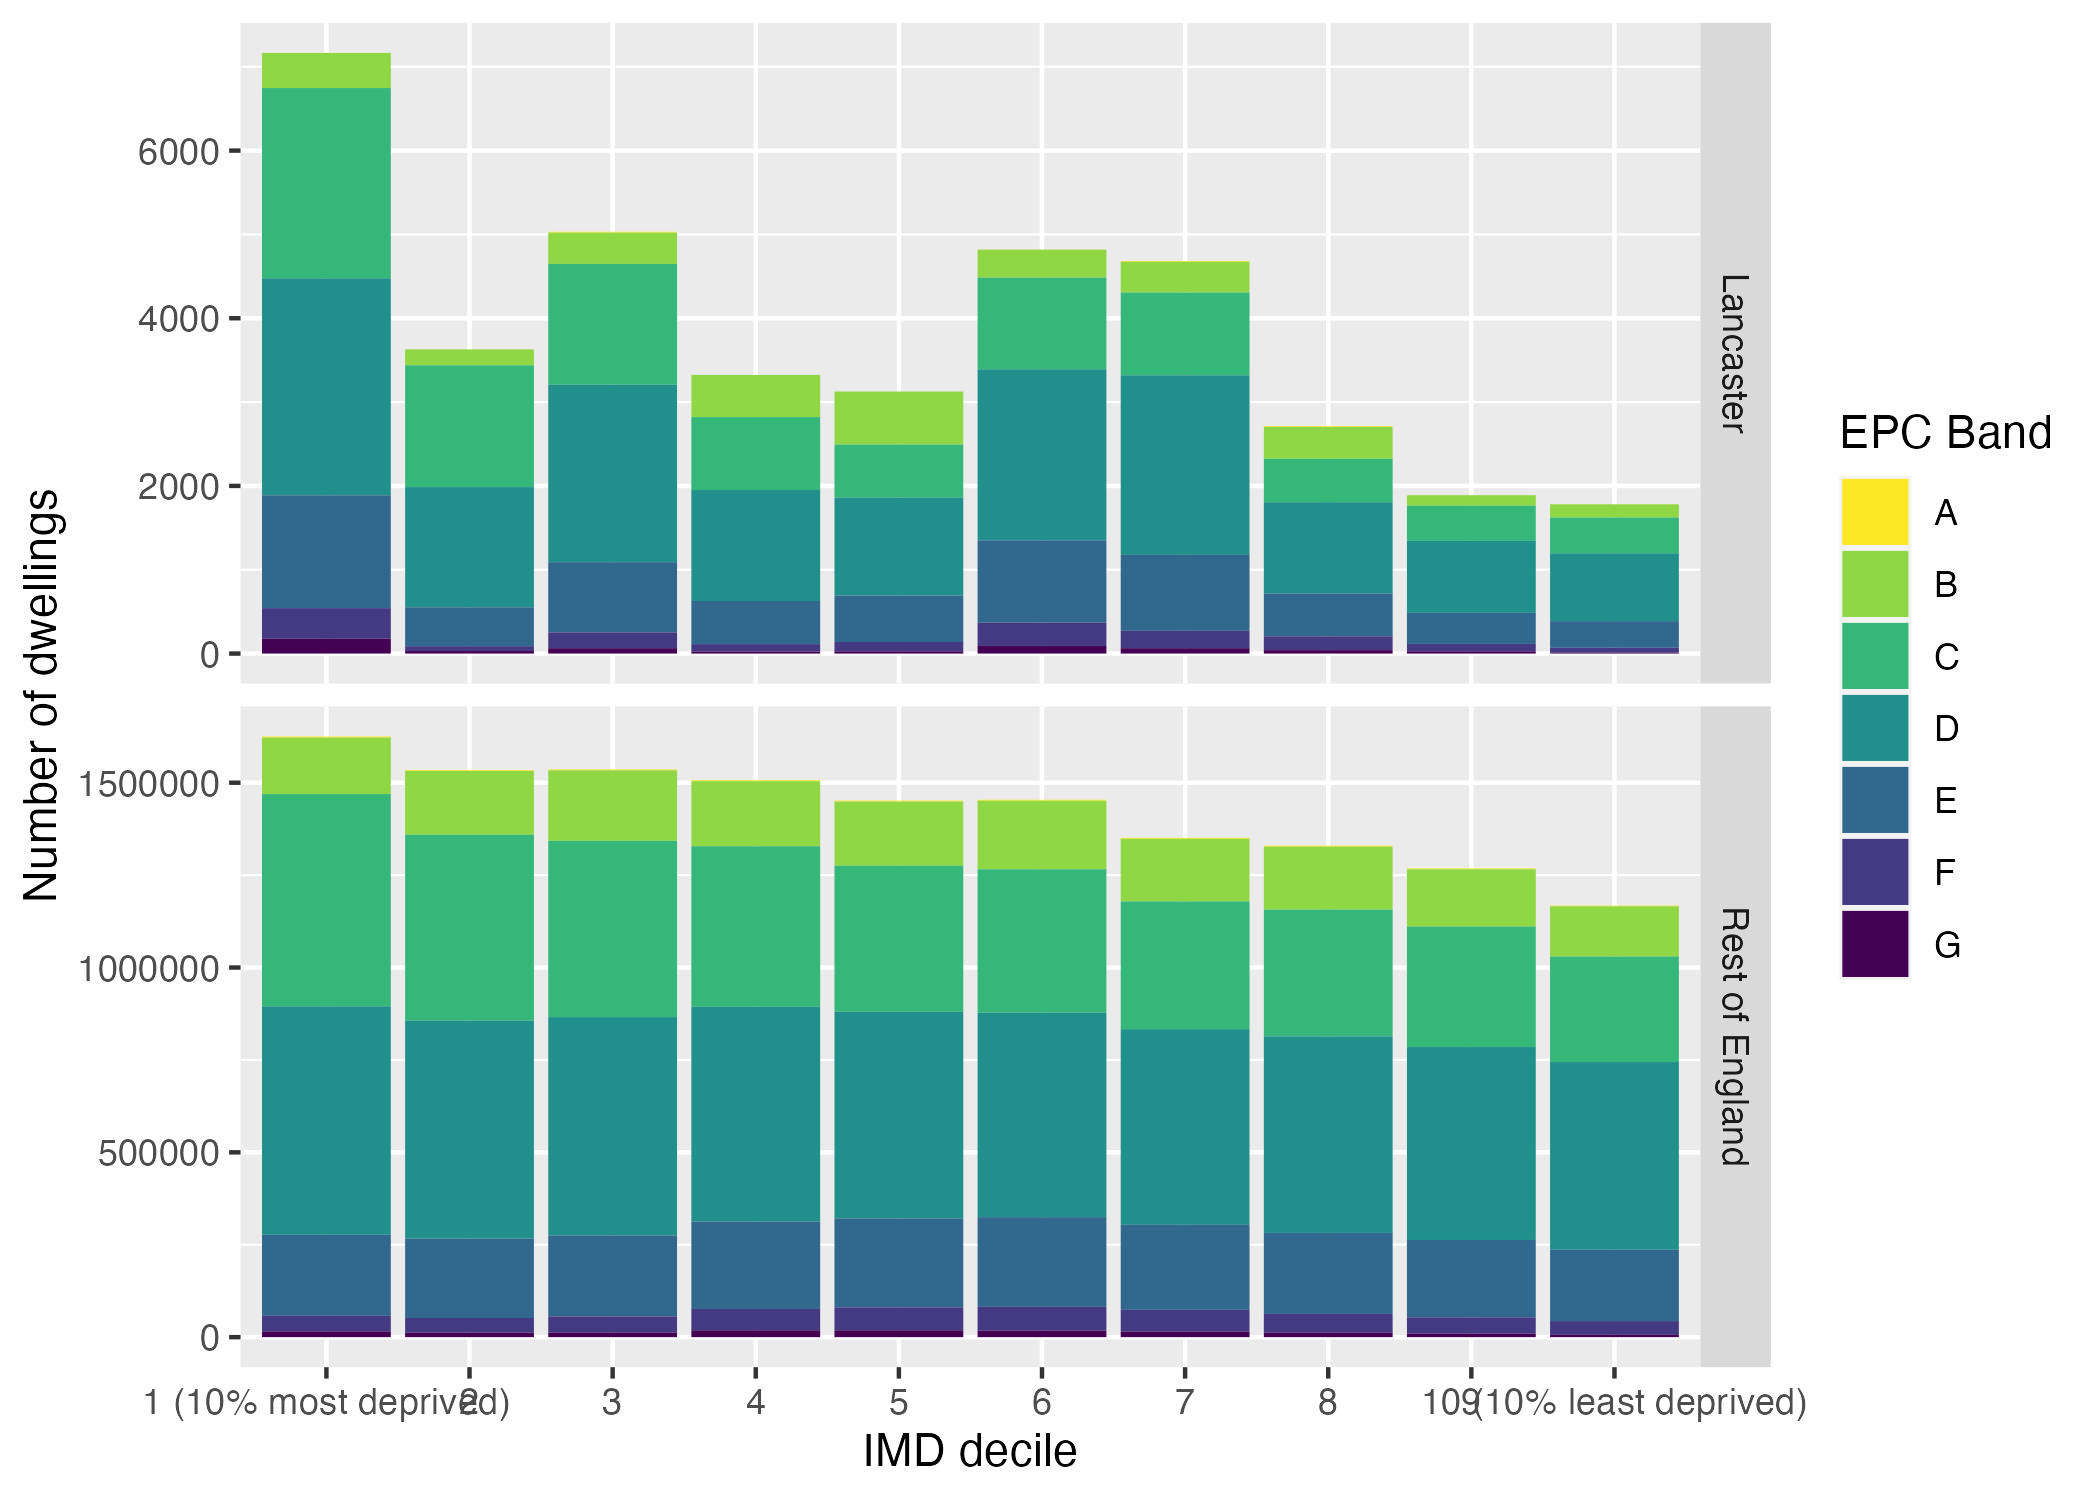 6000
4000
2000
0
Lancaster
1500000
1000000
500000
0
Rest of England
Number of dwellings
1 (10% most deprived)
2
3
4
5
6
7
8
9
10 (10% least deprived)
IMD decile
EPC Band
A
B
C
D
E
F
G